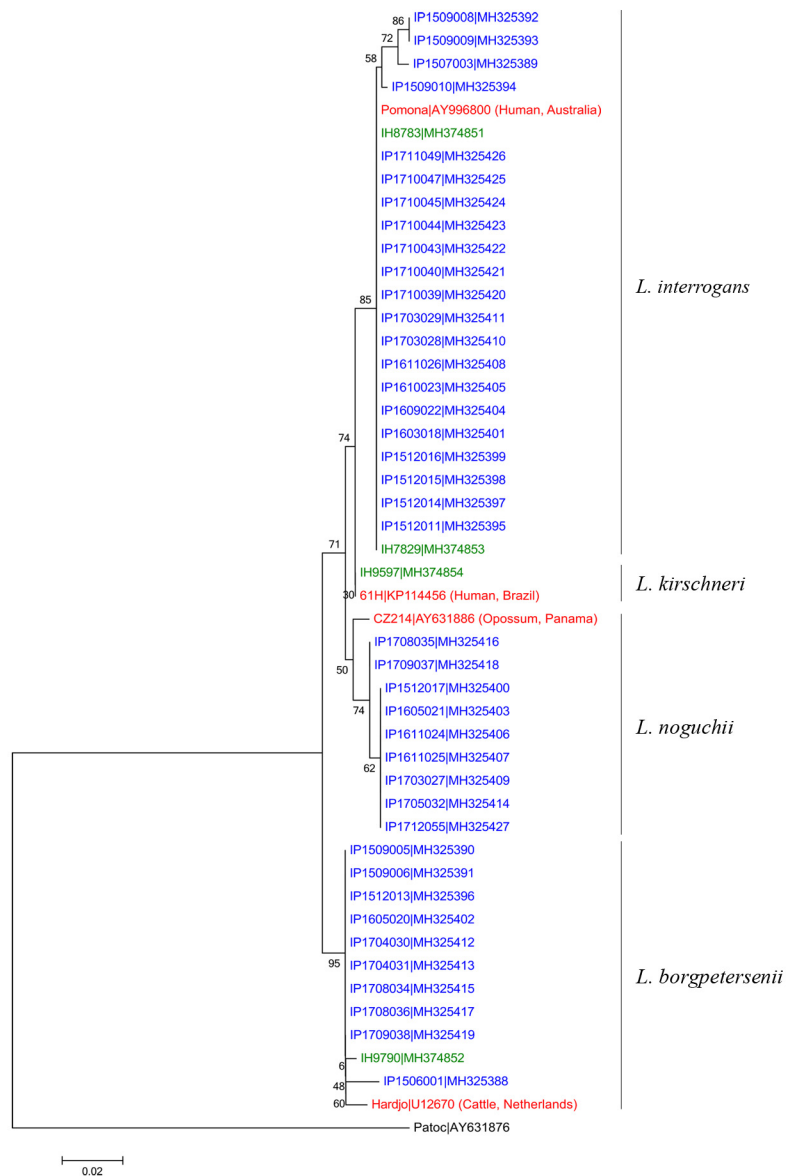 86
IP1509008|MH325392
72
IP1509009|MH325393
58
IP1507003|MH325389
IP1509010|MH325394
Pomona|AY996800 (Human, Australia)
IH8783|MH374851
IP1711049|MH325426
IP1710047|MH325425
IP1710045|MH325424
IP1710044|MH325423
IP1710043|MH325422
IP1710040|MH325421
L. interrogans
85
IP1710039|MH325420
IP1703029|MH325411
IP1703028|MH325410
IP1611026|MH325408
IP1610023|MH325405
IP1609022|MH325404
IP1603018|MH325401
74
IP1512016|MH325399
IP1512015|MH325398
IP1512014|MH325397
IP1512011|MH325395
71
IH7829|MH374853
IH9597|MH374854
L. kirschneri
30
61H|KP114456 (Human, Brazil)
CZ214|AY631886 (Opossum, Panama)
IP1708035|MH325416
50
IP1709037|MH325418
IP1512017|MH325400
74
IP1605021|MH325403
L. noguchii
IP1611024|MH325406
62
IP1611025|MH325407
IP1703027|MH325409
IP1705032|MH325414
IP1712055|MH325427
IP1509005|MH325390
IP1509006|MH325391
IP1512013|MH325396
IP1605020|MH325402
IP1704030|MH325412
95
IP1704031|MH325413
L. borgpetersenii
IP1708034|MH325415
IP1708036|MH325417
IP1709038|MH325419
6
IH9790|MH374852
48
IP1506001|MH325388
60
Hardjo|U12670 (Cattle, Netherlands)
Patoc|AY631876
0.02